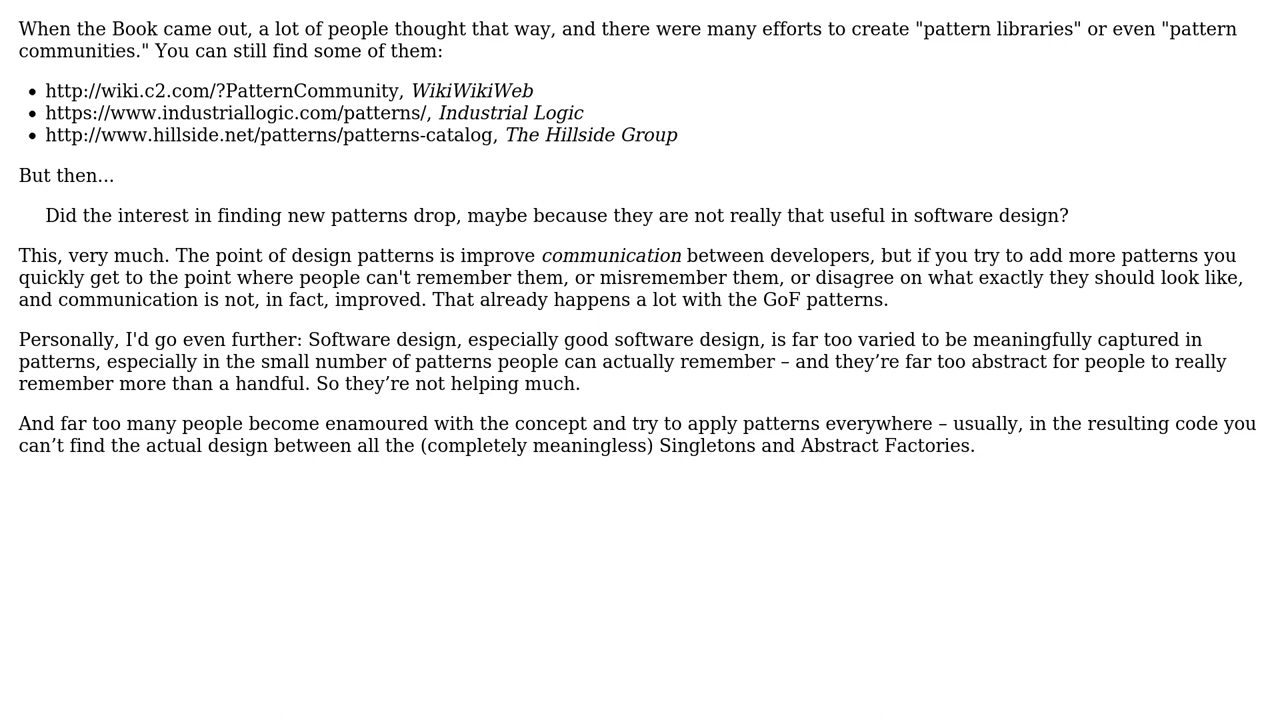 When the Book came out, a lot of people thought that way, and there were many efforts to create "pattern libraries" or even "pattern
communities." You can still find some of them:
• http://wiki.c2.com/?PatternCommunity, WikiWikiWeb
• https://www.industriallogic.com/patterns/, Industrial Logic
• http://www.hillside.net/patterns/patterns-catalog, The Hillside Group
But then...
Did the interest in finding new patterns drop, maybe because they are not really that useful in software design?
This, very much. The point of design patterns is improve communication between developers, but if you try to add more patterns you
quickly get to the point where people can't remember them, or misremember them, or disagree on what exactly they should look like,
and communication is not, in fact, improved. That already happens a lot with the GoF patterns.
Personally, I'd go even further: Software design, especially good software design, is far too varied to be meaningfully captured in
patterns, especially in the small number of patterns people can actually remember – and they’re far too abstract for people to really
remember more than a handful. So they’re not helping much.
And far too many people become enamoured with the concept and try to apply patterns everywhere – usually, in the resulting code you
can’t find the actual design between all the (completely meaningless) Singletons and Abstract Factories.